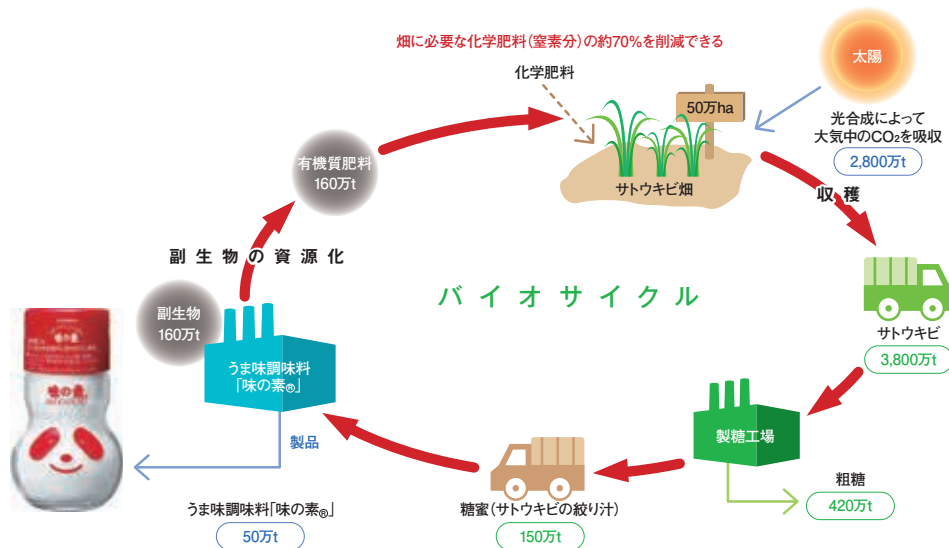 畑に必要な化学肥料(窒素分)の約70%を削減できる
化学肥料
太陽
50万ha
光合成によって
大気中のCO₂を吸収
2,800万t
サトウキビ畑
収穫
有機質肥料
160万t
副生物の資源化
バイオサイクル
副生物
160万t
うま味調味料
「味の素®」
サトウキビ
3,800万t
製糖工場
粗糖
420万t
糖蜜(サトウキビの絞り汁)
150万t
製品
うま味調味料「味の素®」
50万t
味の素
味の素